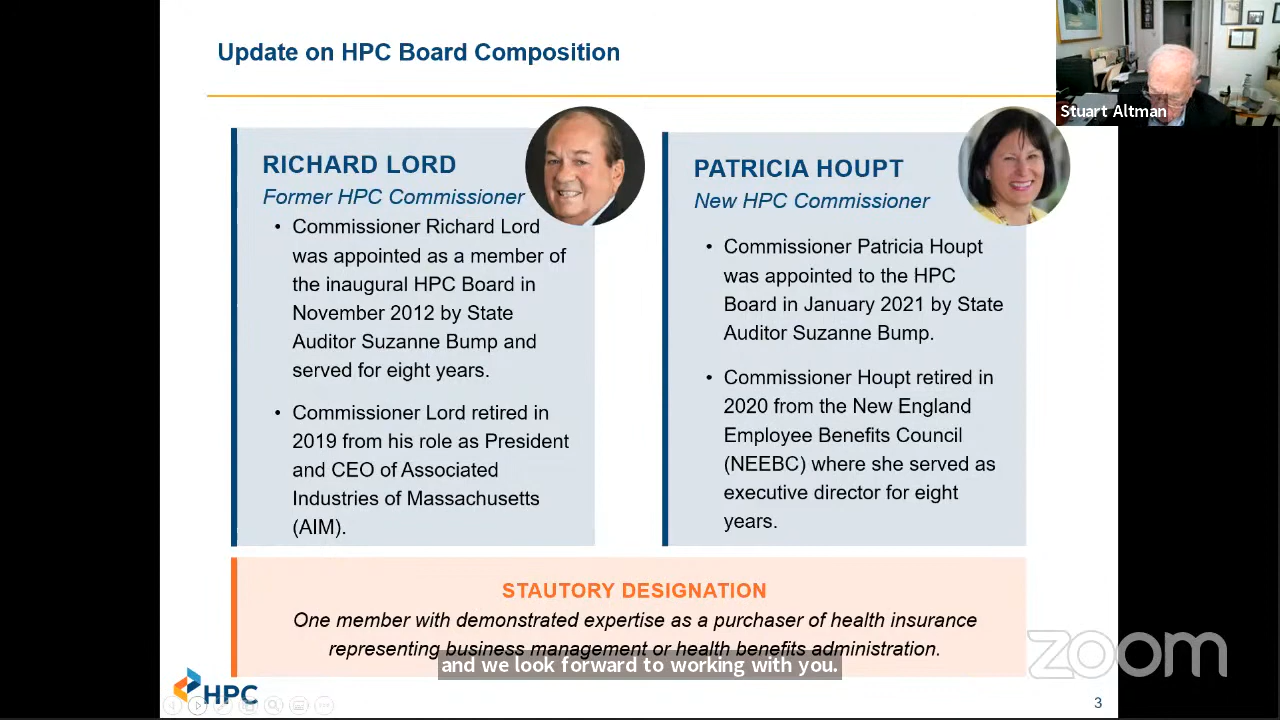 Update on HPC Board Composition
Stuart Altman
RICHARD LORD
Former HPC Commissioner
• Commissioner Richard Lord
was appointed as a member of
the inaugural HPC Board in
November 2012 by State
Auditor Suzanne Bump and
served for eight years.
• Commissioner Lord retired in
2019 from his role as President
and CEO of Associated
Industries of Massachusetts
(AIM).
PATRICIA HOUPT
New HPC Commissioner
• Commissioner Patricia Houpt
was appointed to the HPC
Board in January 2021 by State
Auditor Suzanne Bump.
• Commissioner Houpt retired in
2020 from the New England
Employee Benefits Council
(NEEBC) where she served as
executive director for eight
years.
STAUTORY DESIGNATION
One member with demonstrated expertise as a purchaser of health insurance
representing business management or health benefits administration.
and we look forward to working with you.
zoom
HPC
3